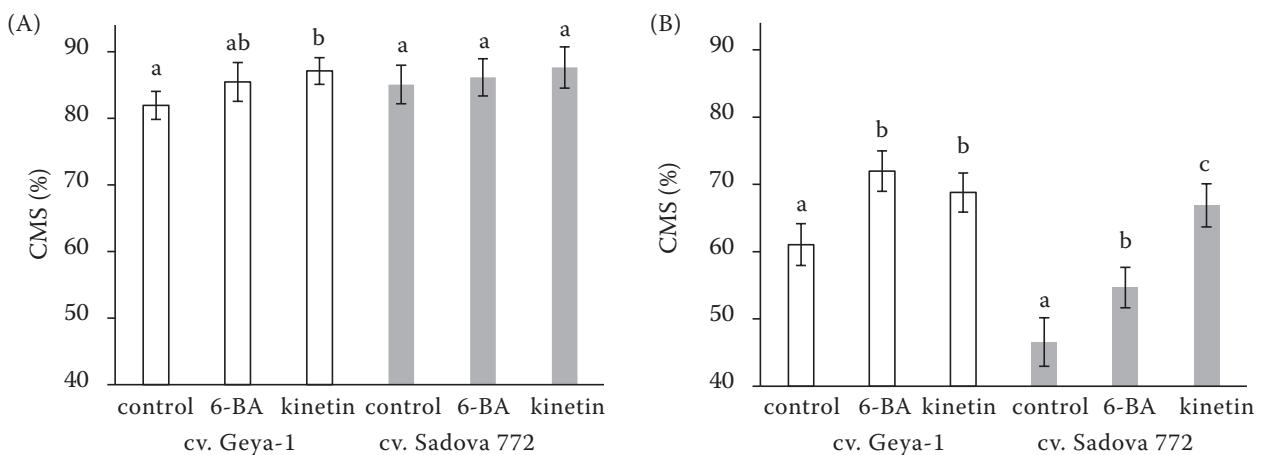 (A)
CMS (%)
90
80
70
60
50
40
a
ab
b
a
a
a
control 6-BA kinetin control 6-BA kinetin
cv. Geya-1 cv. Sadova 772
(B)
CMS (%)
90
80
70
60
50
40
a
b
b
a
b
c
control 6-BA kinetin control 6-BA kinetin
cv. Geya-1 cv. Sadova 772